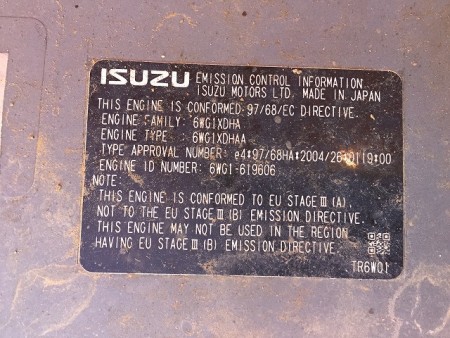 ISUZU EMISSION CONTROL INFORMATION
ISUZU MOTORS LTD. MADE IN JAPAN
THIS ENGINE IS CONFORMED 97/68/EC DIRECTIVE.
ENGINE FAMILY: 6WG1XDHA
ENGINE TYPE : 6WG1XDHAA
TYPE APPROVAL NUMBER: e4*97/68HA*2004/26*0119*00
ENGINE ID NUMBER: 6WG1-619606
NOTE:
THIS ENGINE IS CONFORMED TO EU STAGE Ⅲ (A),
NOT TO THE EU STAGE Ⅲ (B) EMISSION DIRECTIVE.
THIS ENGINE MAY NOT BE USED IN THE REGION
HAVING EU STAGE Ⅲ (B) EMISSION DIRECTIVE.
TR6W01